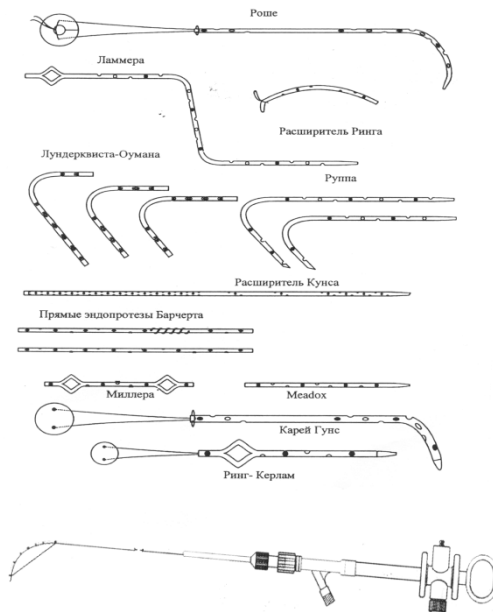 Роше
Ламмера
Расширитель Ринга
Лундерквиста-Оумана
Руппа
Расширитель Кунса
Прямые эндопротезы Барчерта
Миллера
Meadox
Карей Гунс
Ринг- Керлам